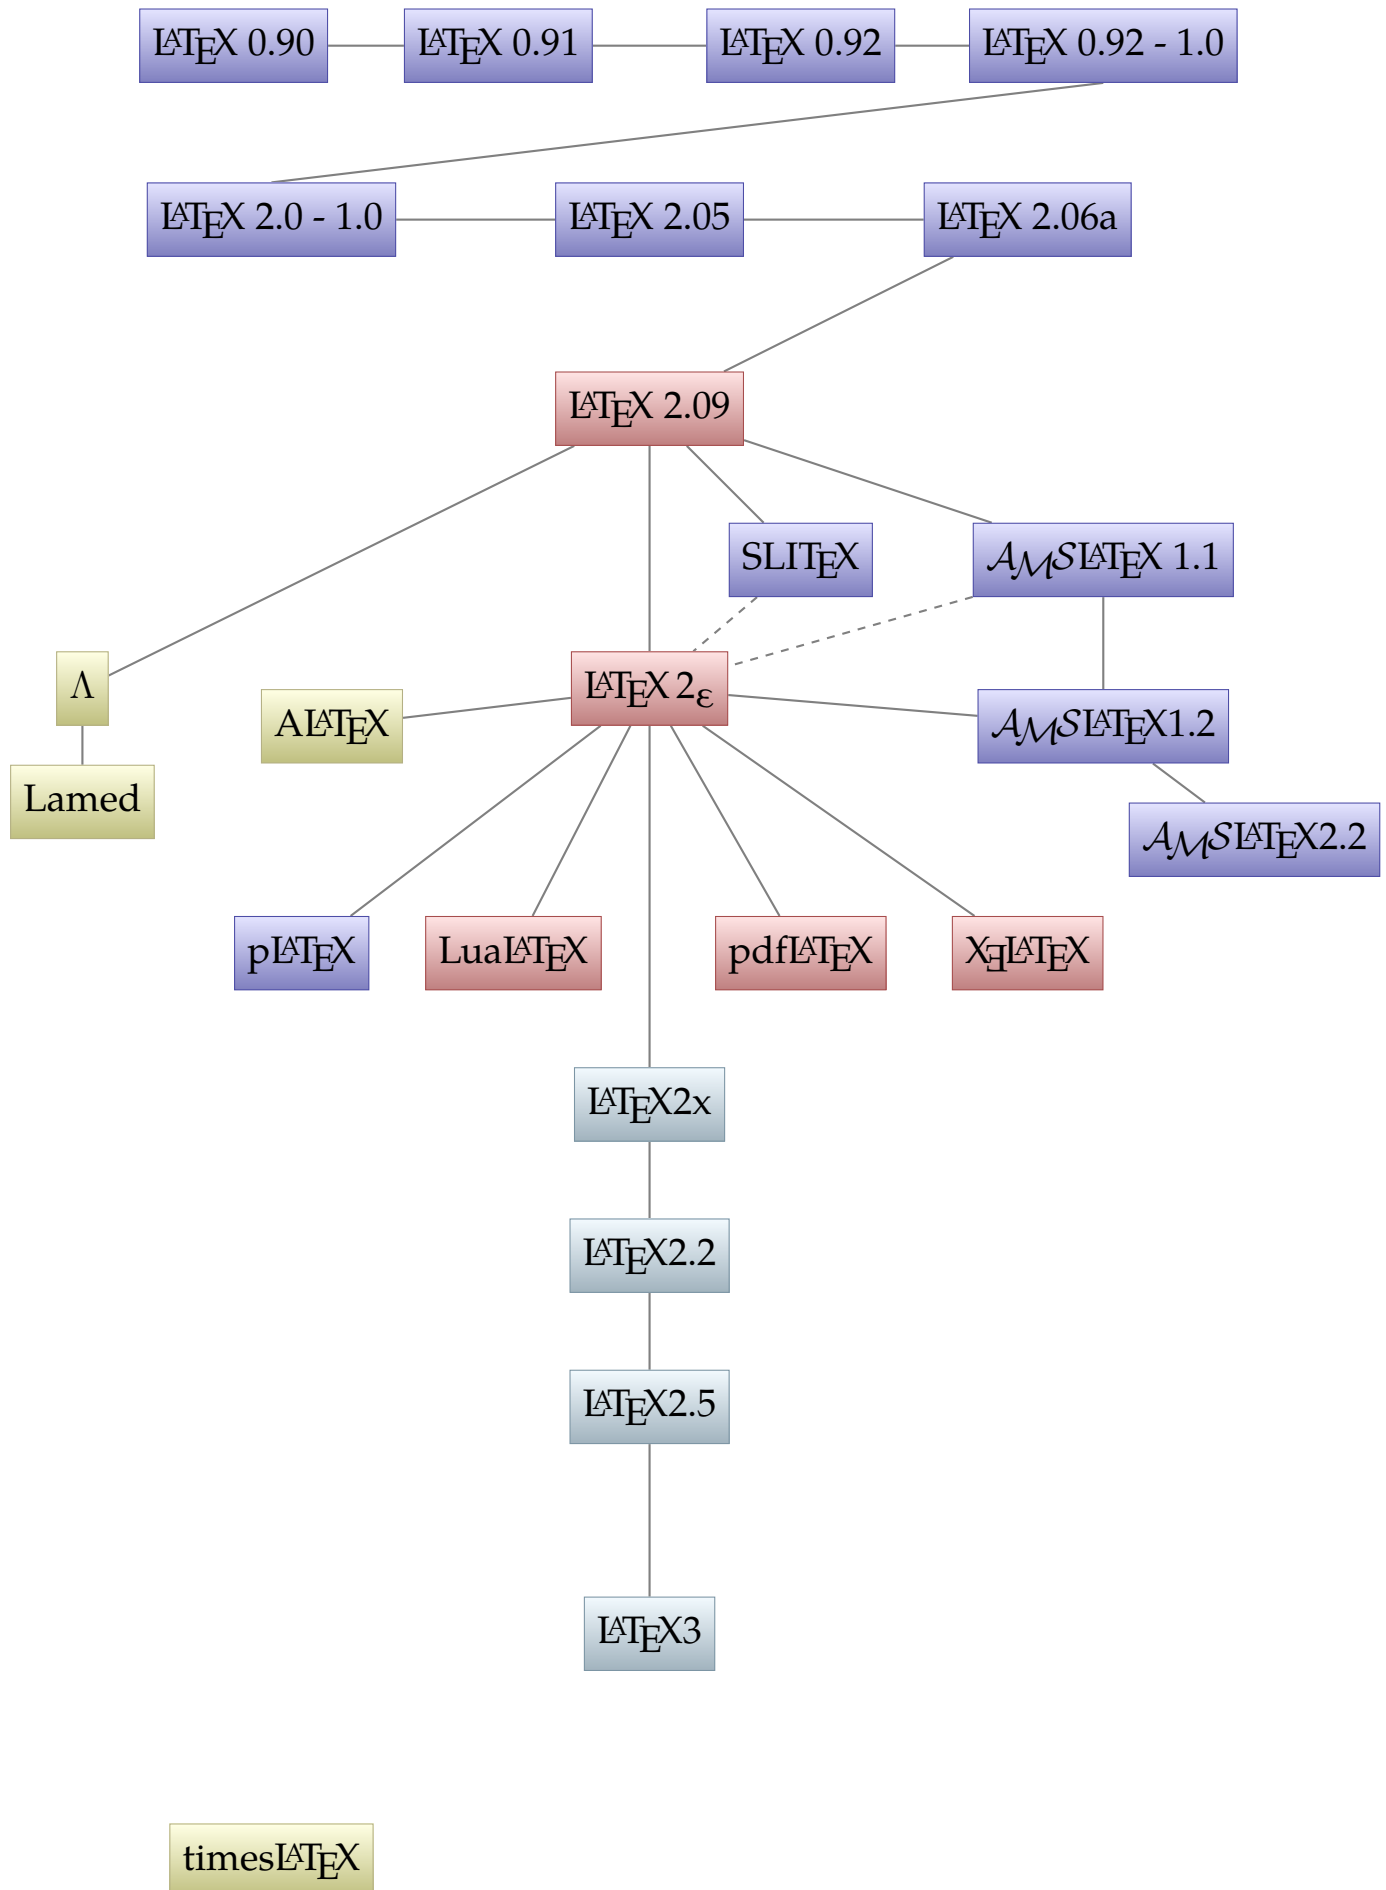 LATEX 0.90 LATEX 0.91 LATEX 0.92 LATEX 0.92 - 1.0
LATEX 2.0 - 1.0 LATEX 2.05 LATEX 2.06a
LATEX 2.09
SLITEX AMSLATEX 1.1
Λ LATEX 2ε
ALATEX AMSLATEX1.2
Lamed
AMSLATEX2.2
pLATEX LuaLATEX pdfLATEX XƎLATEX
LATEX2x
LATEX2.2
LATEX2.5
LATEX3
timesLATEX